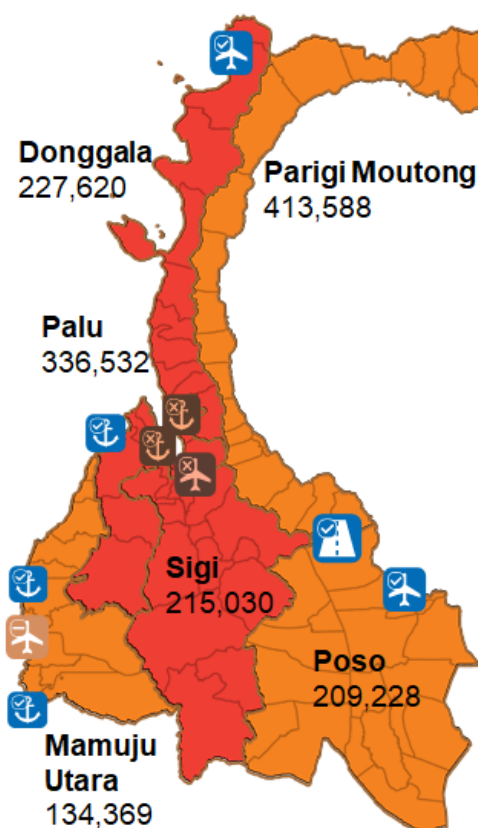 Donggala
227,620
Parigi Moutong
413,588
Palu
336,532
Sigi
215,030
Poso
209,228
Mamuju
Utara
134,369